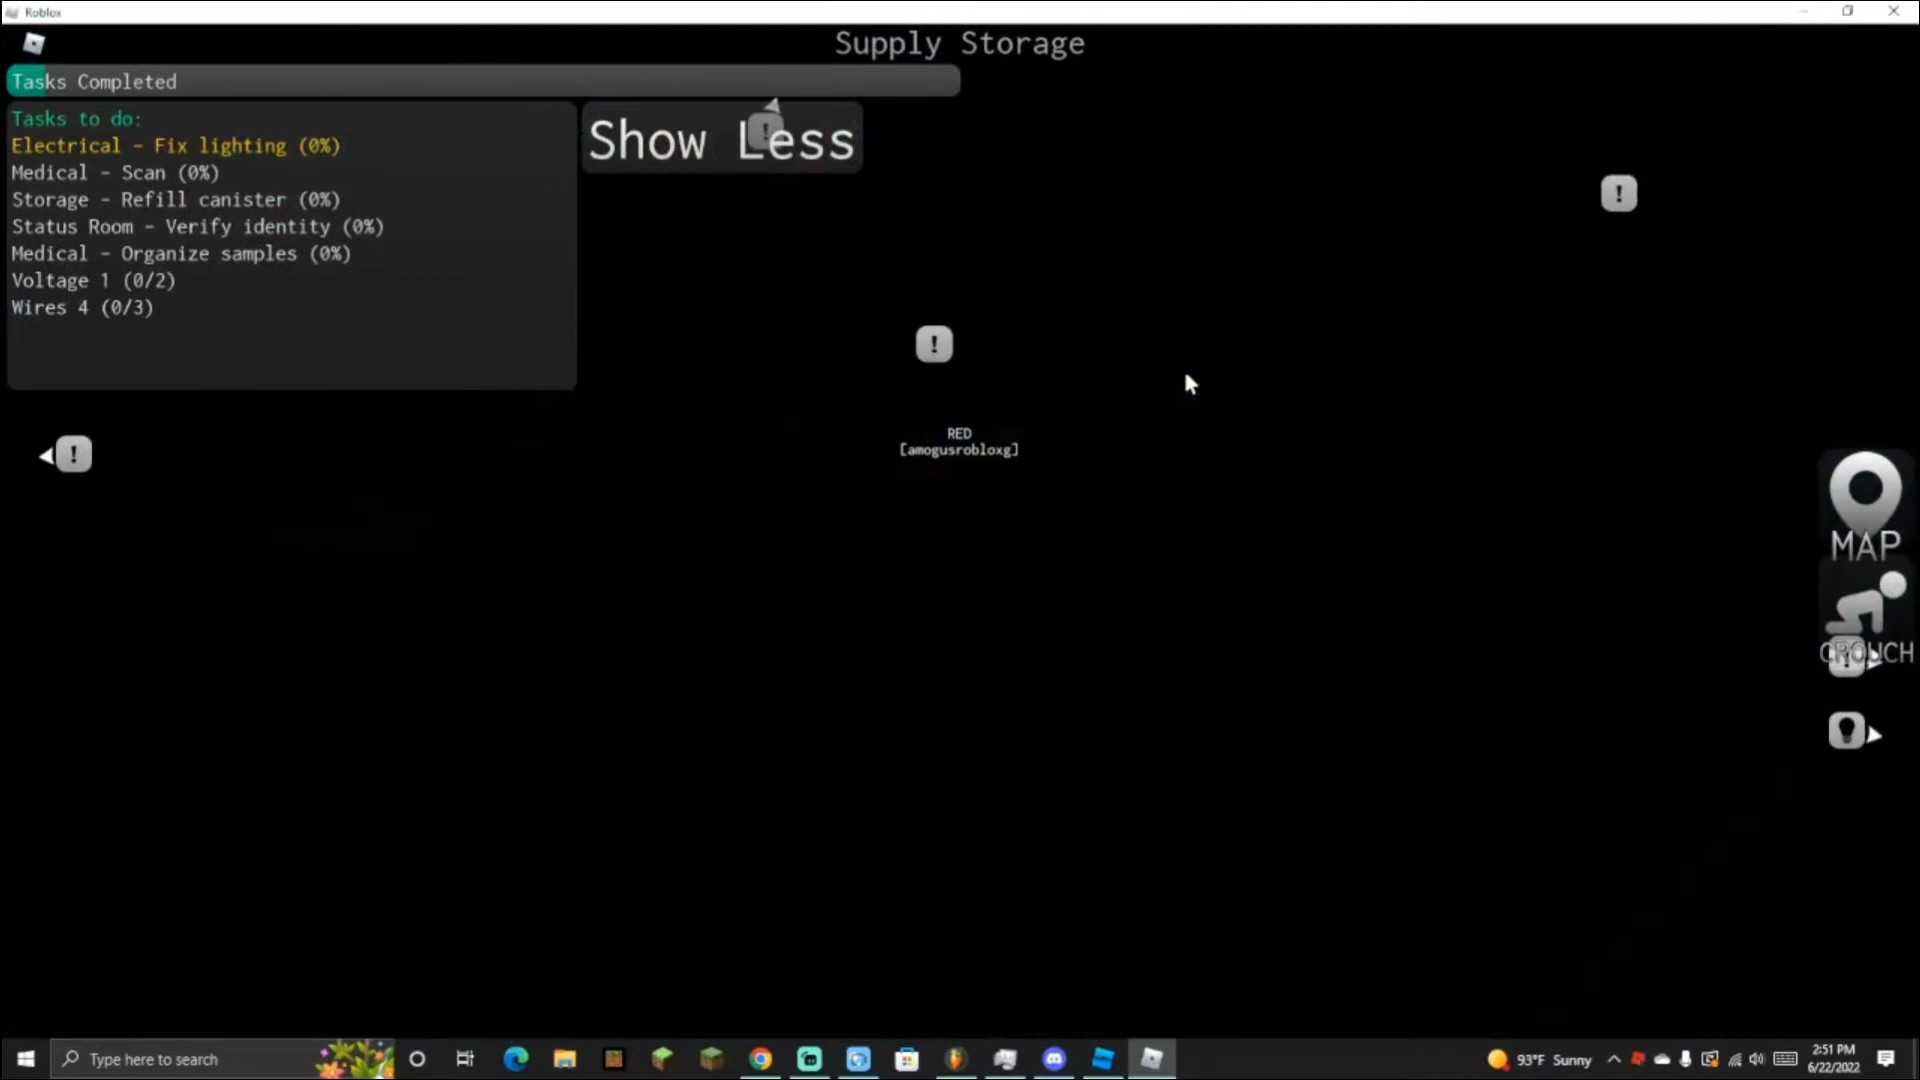 Roblox
Supply Storage
Tasks Completed
Tasks to do:
Electrical - Fix lighting (0%)
Medical - Scan (0%)
Storage - Refill canister (0%)
Status Room - Verify identity (0%)
Medical - Organize samples (0%)
Voltage 1 (0/2)
Wires 4 (0/3)
Show Less
!
!
!
!
RED
[amogusrobloxg]
MAP
CROUCH
!
Type here to search
93°F Sunny
2:51 PM
6/22/2022